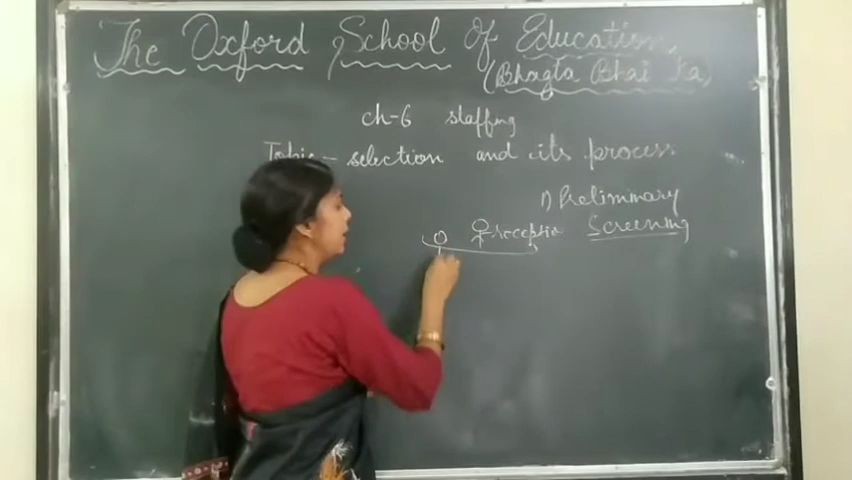 The Oxford School of Education,
(Bhagta Bhai Ka)
ch-6 staffing
Topic - selection and its process
1) Preliminary
Screening
receptio